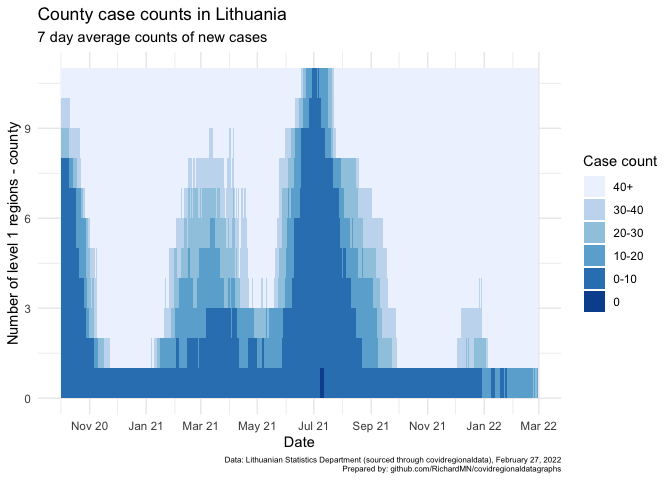 County case counts in Lithuania
7 day average counts of new cases
Number of level 1 regions - county
9
6
3
0
Nov 20 Jan 21 Mar 21 May 21 Jul 21 Sep 21 Nov 21 Jan 22 Mar 22
Date
Case count
40+
30-40
20-30
10-20
0-10
0
Data: Lithuanian Statistics Department (sourced through covidregionaldata), February 27, 2022
Prepared by: github.com/RichardMN/covidregionaldatagraphs